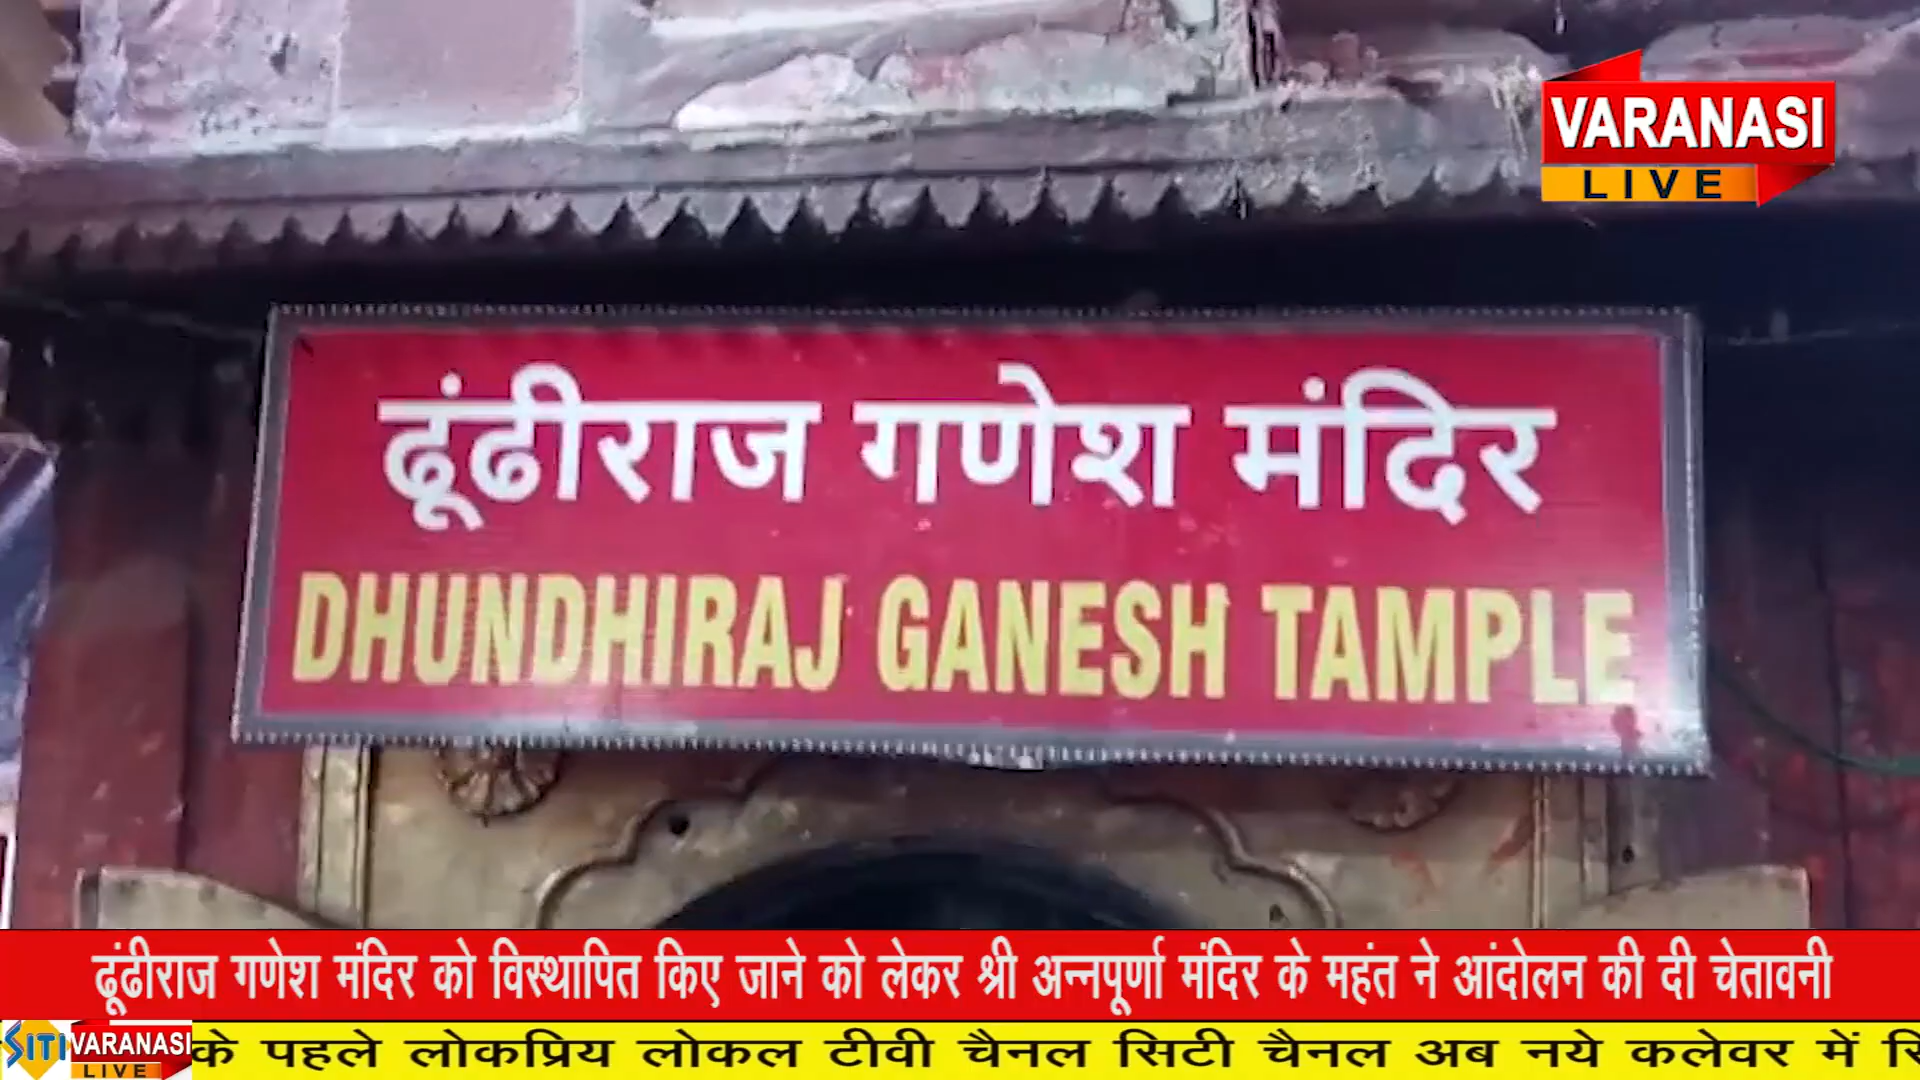 VARANASI
LIVE
ढूंढीराज गणेश मंदिर
DHUNDHIRAJ GANESH TAMPLE
ढूंढीराज गणेश मंदिर को विस्थापित किए जाने को लेकर श्री अन्नपूर्णा मंदिर के महंत ने आंदोलन की दी चेतावनी
SITI VARANASI
LIVE
के पहले लोकप्रिय लोकल टीवी चैनल सिटी चैनल अब नये कलेवर में